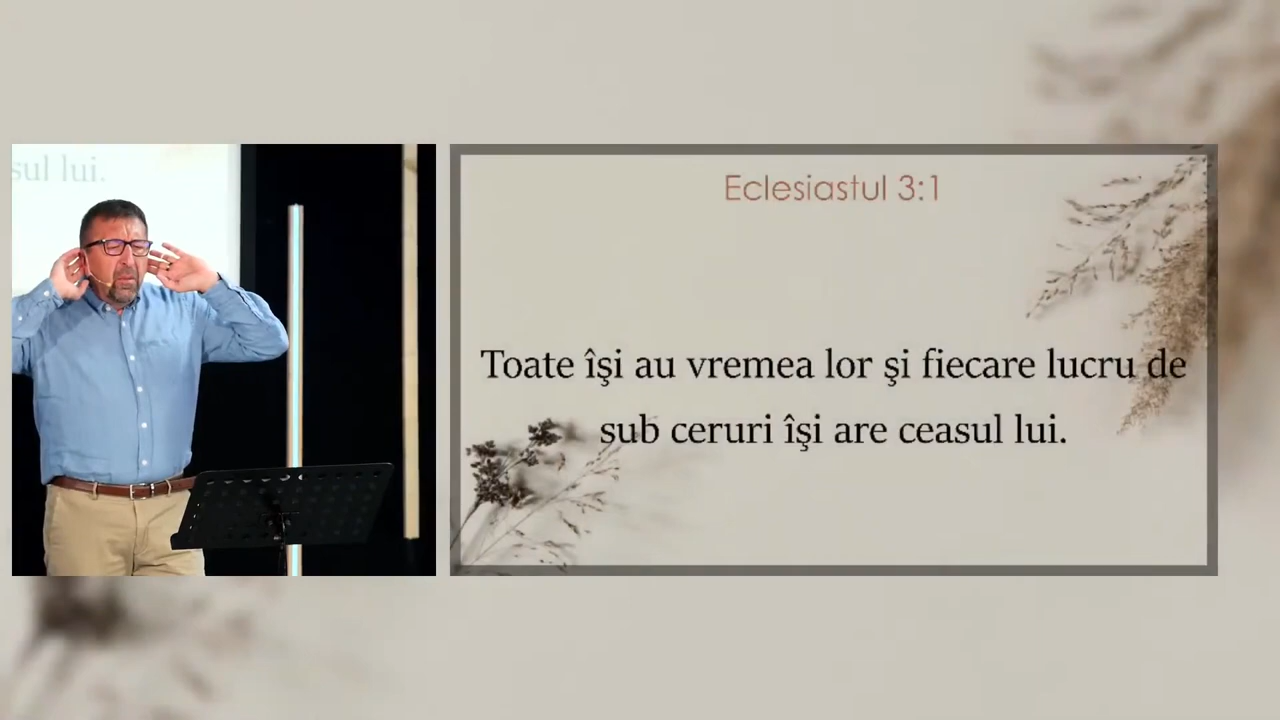 sul lui.
Eclesiastul 3:1
Toate îşi au vremea lor şi fiecare lucru de
sub ceruri îşi are ceasul lui.